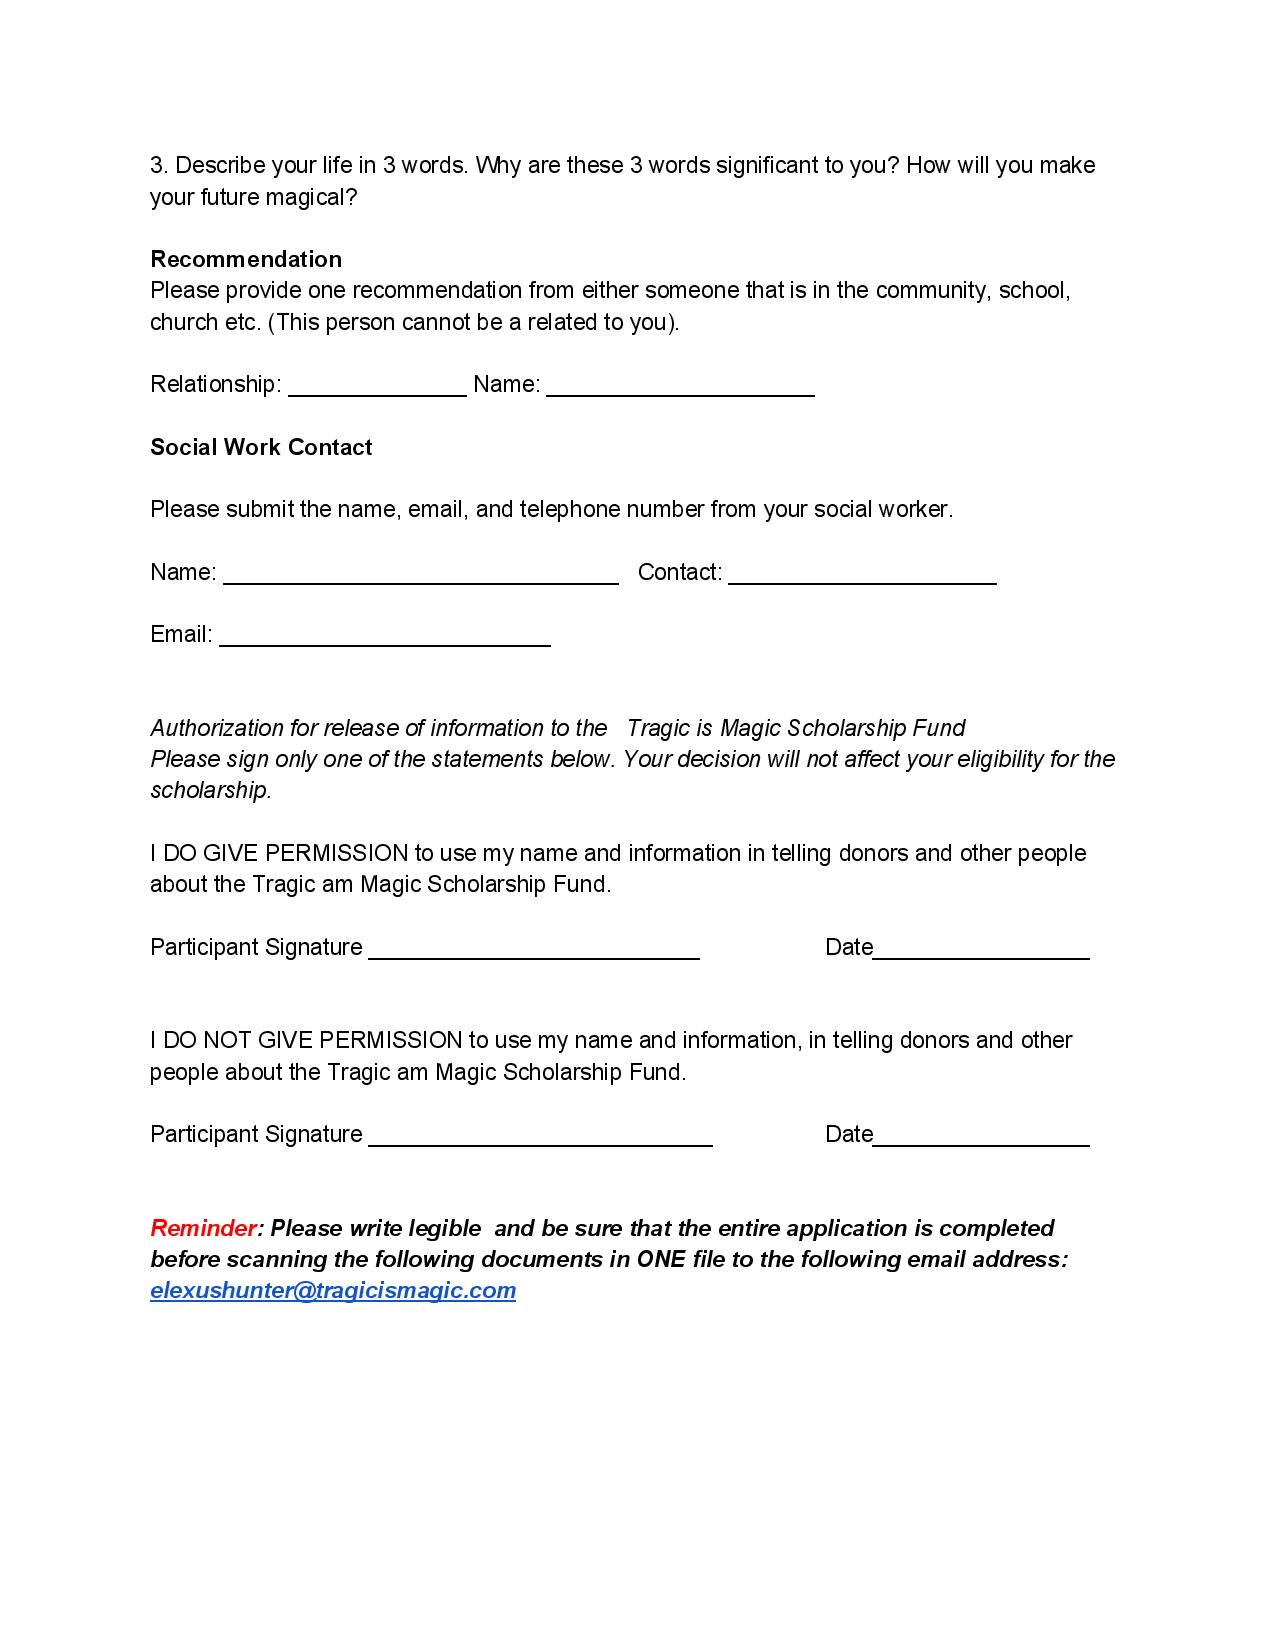 3. Describe your life in 3 words. Why are these 3 words significant to you? How will you make
your future magical?
Recommendation
Please provide one recommendation from either someone that is in the community, school,
church etc. (This person cannot be a related to you).
Relationship: ______________ Name: _____________________
Social Work Contact
Please submit the name, email, and telephone number from your social worker.
Name: _______________________________ Contact: _____________________
Email: __________________________
Authorization for release of information to the Tragic is Magic Scholarship Fund
Please sign only one of the statements below. Your decision will not affect your eligibility for the
scholarship.
I DO GIVE PERMISSION to use my name and information in telling donors and other people
about the Tragic am Magic Scholarship Fund.
Participant Signature __________________________ Date_________________
I DO NOT GIVE PERMISSION to use my name and information, in telling donors and other
people about the Tragic am Magic Scholarship Fund.
Participant Signature ___________________________ Date_________________
Reminder: Please write legible and be sure that the entire application is completed
before scanning the following documents in ONE file to the following email address:
elexushunter@tragicismagic.com